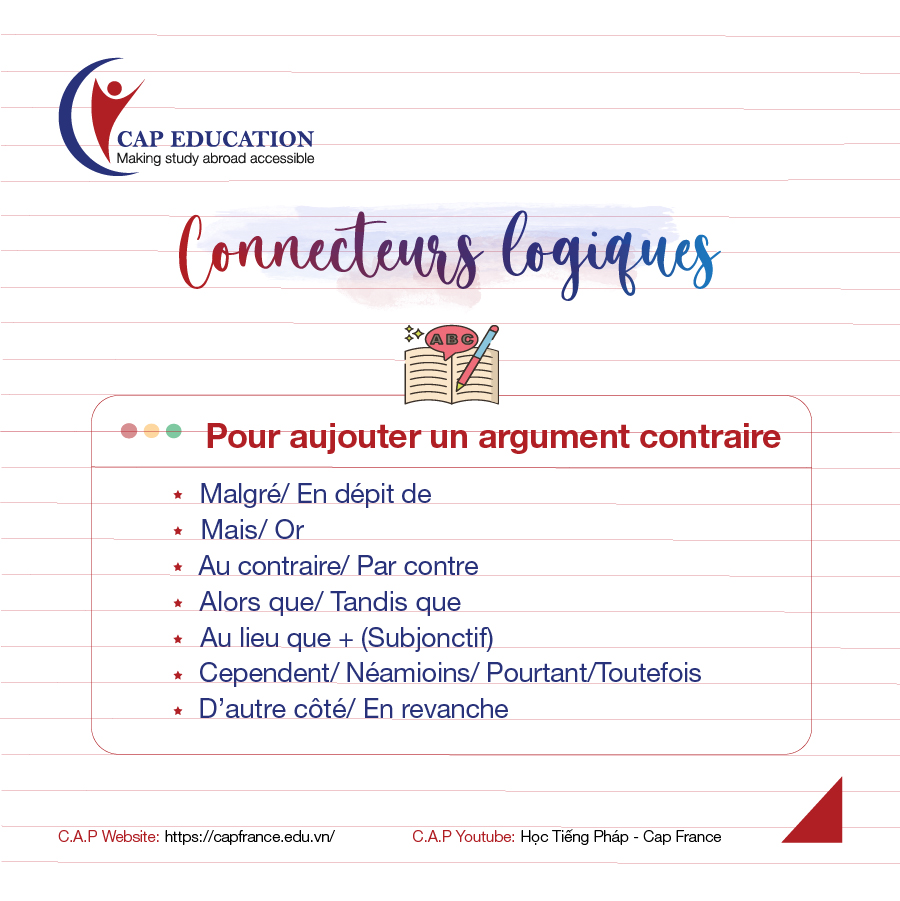 CAP EDUCATION
Making study abroad accessible
Connecteurs logiques
ABC
Pour aujouter un argument contraire
Malgré/ En dépit de
Mais/ Or
Au contraire/ Par contre
Alors que/ Tandis que
Au lieu que + (Subjonctif)
Cependent/ Néamioins/ Pourtant/Toutefois
D’autre côté/ En revanche
C.A.P Website: https://capfrance.edu.vn/
C.A.P Youtube: Học Tiếng Pháp - Cap France